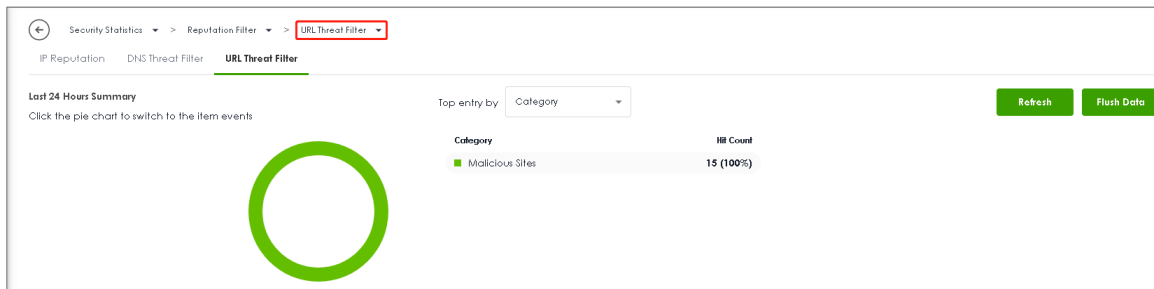 Security Statistics > Reputation Filter > URL Threat Filter
IP Reputation DNS Threat Filter URL Threat Filter
Last 24 Hours Summary
Click the pie chart to switch to the item events
Top entry by Category
Refresh Flush Data
Category Hit Count
Malicious Sites 15 (100%)